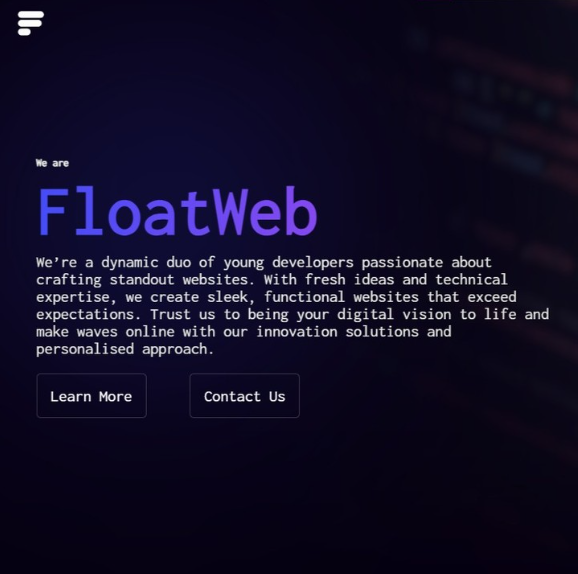 We are
FloatWeb
We’re a dynamic duo of young developers passionate about
crafting standout websites. With fresh ideas and technical
expertise, we create sleek, functional websites that exceed
expectations. Trust us to being your digital vision to life and
make waves online with our innovation solutions and
personalised approach.
Learn More
Contact Us